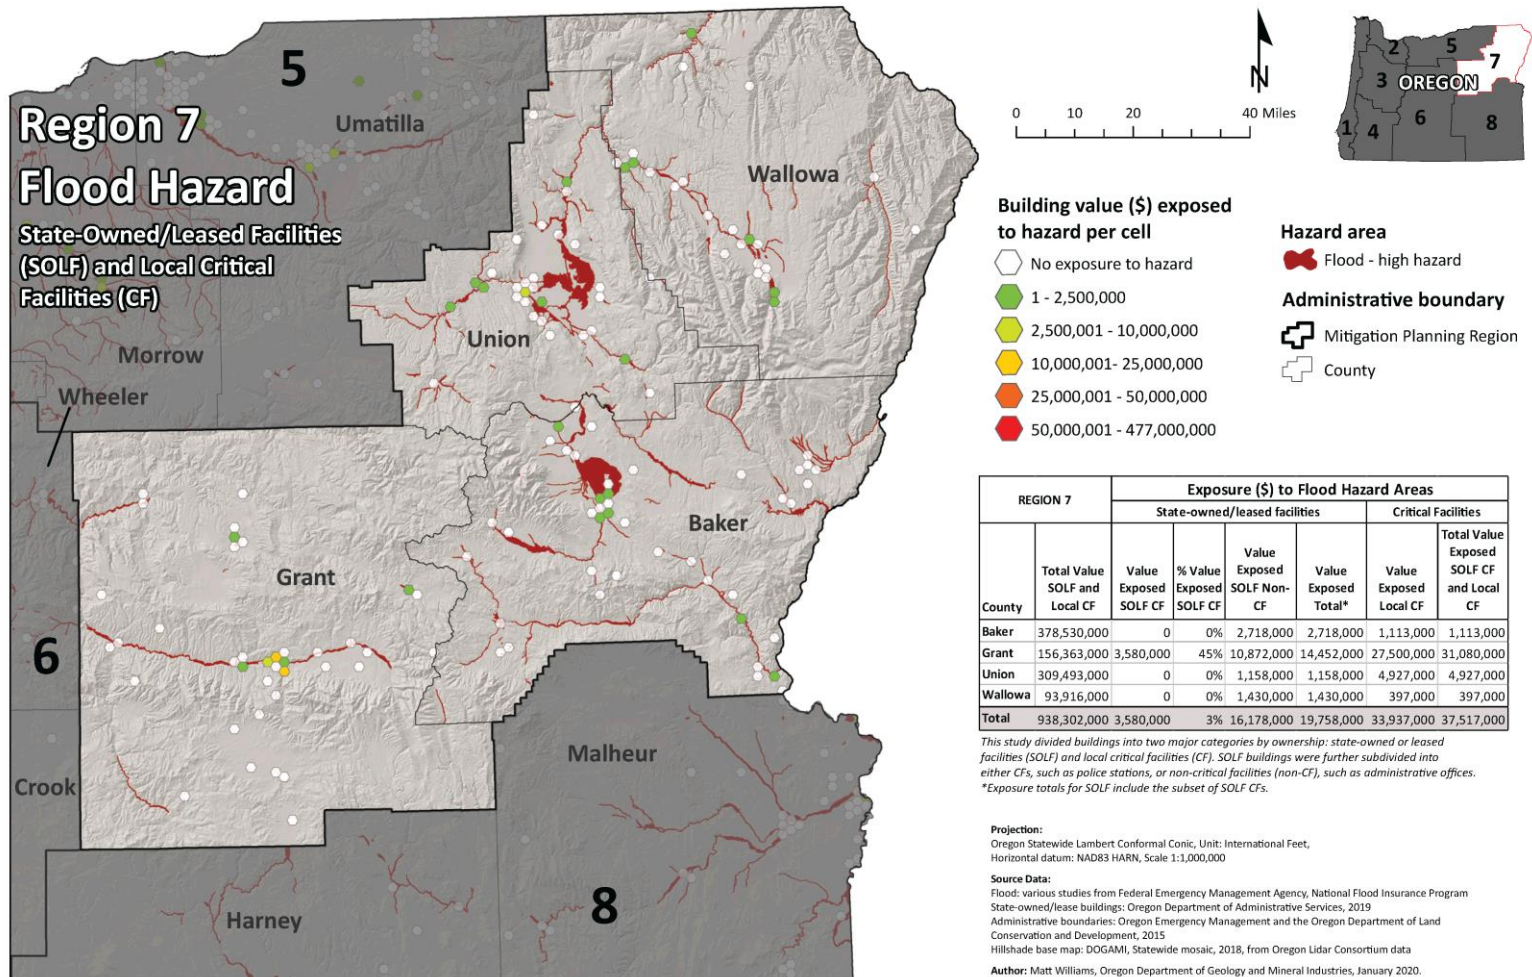 Region 7
Flood Hazard
State-Owned/Leased Facilities
(SOLF) and Local Critical
Facilities (CF)
5
Umatilla
Wallowa
Union
Morrow
Wheeler
Baker
Grant
6
Malheur
Crook
Harney
8
N
0 10 20 40 Miles
2
5
7
3
OREGON
1
4
6
8
Building value ($) exposed
to hazard per cell
No exposure to hazard
1 - 2,500,000
2,500,001 - 10,000,000
10,000,001- 25,000,000
25,000,001 - 50,000,000
50,000,001 - 477,000,000
Hazard area
Flood - high hazard
Administrative boundary
Mitigation Planning Region
County
REGION 7
Exposure ($) to Flood Hazard Areas
State-owned/leased facilities Critical Facilities
County
Total Value
SOLF and
Local CF
Value
Exposed
SOLF CF
% Value
Exposed
SOLF CF
Value
Exposed
SOLF Non-
CF
Value
Exposed
Total*
Value
Exposed
Local CF
Total Value
Exposed
SOLF CF
and Local
CF
Baker 378,530,000 0 0% 2,718,000 2,718,000 1,113,000 1,113,000
Grant 156,363,000 3,580,000 45% 10,872,000 14,452,000 27,500,000 31,080,000
Union 309,493,000 0 0% 1,158,000 1,158,000 4,927,000 4,927,000
Wallowa 93,916,000 0 0% 1,430,000 1,430,000 397,000 397,000
Total 938,302,000 3,580,000 3% 16,178,000 19,758,000 33,937,000 37,517,000
This study divided buildings into two major categories by ownership: state-owned or leased
facilities (SOLF) and local critical facilities (CF). SOLF buildings were further subdivided into
either CFs, such as police stations, or non-critical facilities (non-CF), such as administrative offices.
*Exposure totals for SOLF include the subset of SOLF CFs.
Projection:
Oregon Statewide Lambert Conformal Conic, Unit: International Feet,
Horizontal datum: NAD83 HARN, Scale 1:1,000,000
Source Data:
Flood: various studies from Federal Emergency Management Agency, National Flood Insurance Program
State-owned/lease buildings: Oregon Department of Administrative Services, 2019
Administrative boundaries: Oregon Emergency Management and the Oregon Department of Land
Conservation and Development, 2015
Hillshade base map: DOGAMI, Statewide mosaic, 2018, from Oregon Lidar Consortium data
Author: Matt Williams, Oregon Department of Geology and Mineral Industries, January 2020.